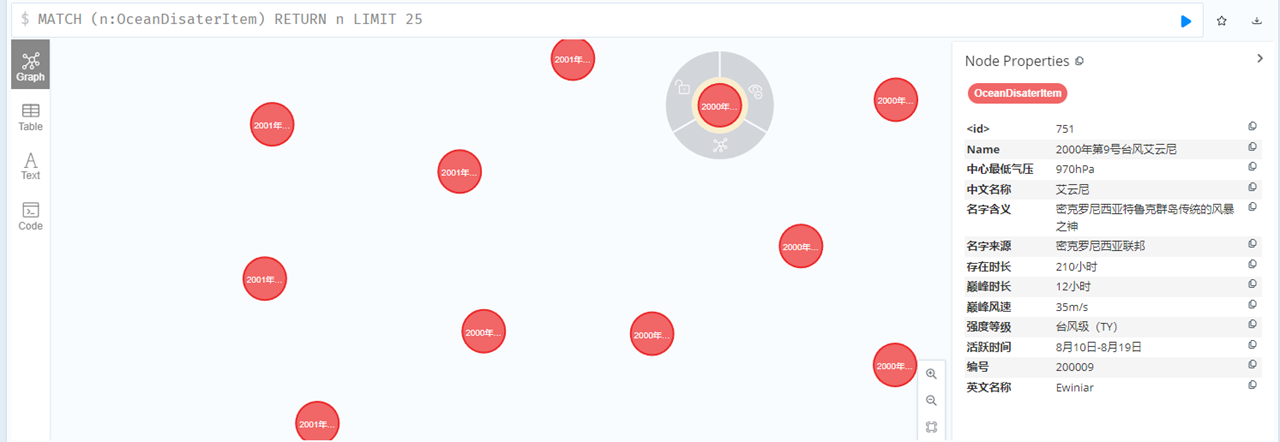 $ MATCH (n:OceanDisaterItem) RETURN n LIMIT 25
Graph
Table
Text
Code
2001年...
2001年...
2000年...
2000年...
2001年...
2000年...
2001年...
2000年...
2000年...
2000年...
2001年...
Node Properties
OceanDisaterItem
<id> 751
Name 2000年第9号台风艾云尼
中心最低气压 970hPa
中文名称 艾云尼
名字含义 密克罗尼西亚特鲁克群岛传统的风暴
之神
名字来源 密克罗尼西亚联邦
存在时长 210小时
巅峰时长 12小时
巅峰风速 35m/s
强度等级 台风级（TY）
活跃时间 8月10日-8月19日
编号 200009
英文名称 Ewiniar